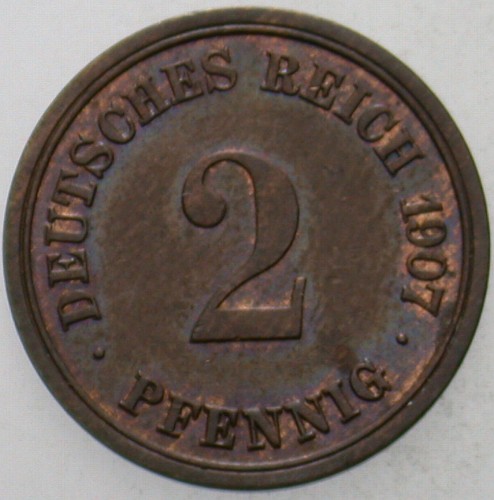 DEUTSCHES REICH 1907
2
· PFENNIG ·